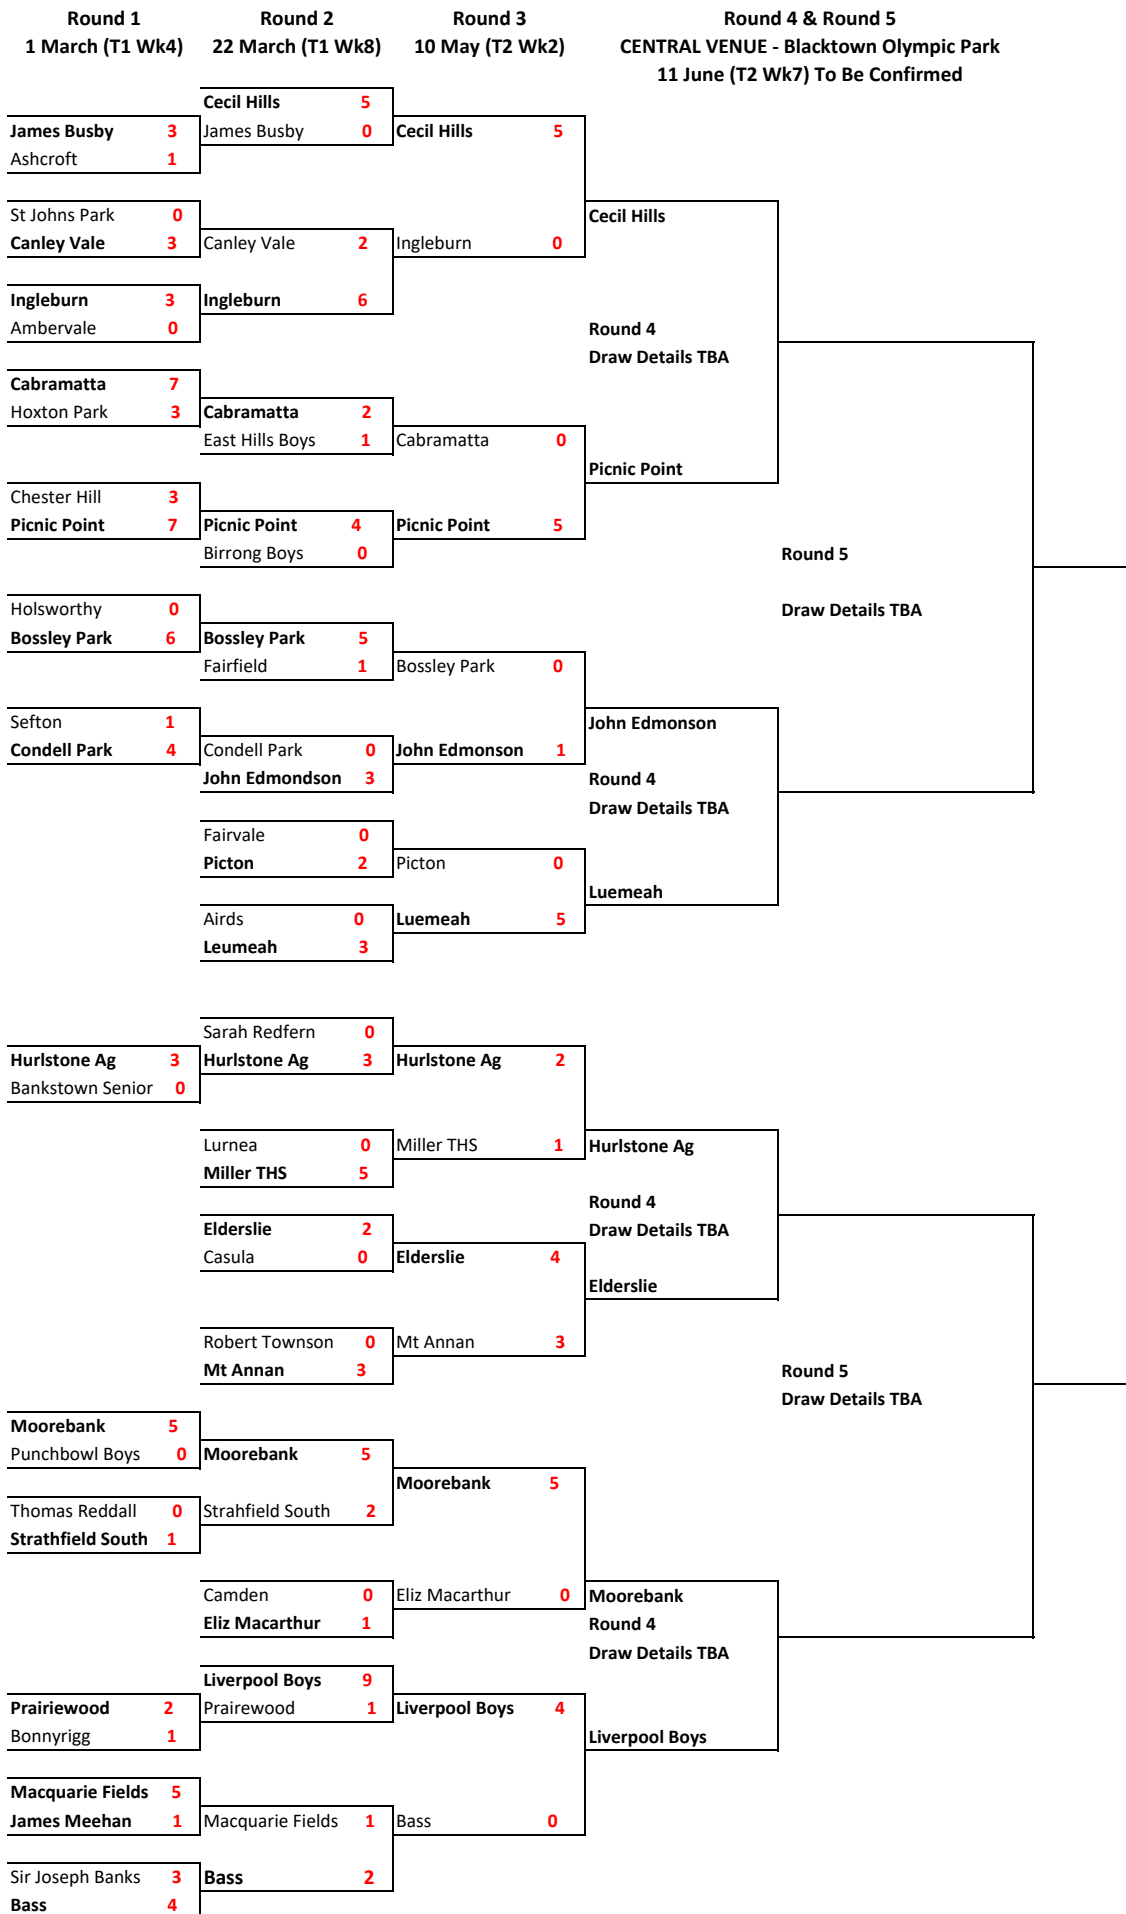 Round 1 Round 2 Round 3 Round 4 & Round 5
1 March (T1 Wk4) 22 March (T1 Wk8) 10 May (T2 Wk2) CENTRAL VENUE - Blacktown Olympic Park
11 June (T2 Wk7) To Be Confirmed
Cecil Hills 5
James Busby 3 James Busby 0 Cecil Hills 5
Ashcroft 1
St Johns Park 0 Cecil Hills
Canley Vale 3 Canley Vale 2 Ingleburn 0
Ingleburn 3 Ingleburn 6
Ambervale 0 Round 4
Draw Details TBA
Cabramatta 7
Hoxton Park 3 Cabramatta 2
East Hills Boys 1 Cabramatta 0
Picnic Point
Chester Hill 3
Picnic Point 7 Picnic Point 4 Picnic Point 5
Birrong Boys 0 Round 5
Holsworthy 0 Draw Details TBA
Bossley Park 6 Bossley Park 5
Fairfield 1 Bossley Park 0
Sefton 1 John Edmonson
Condell Park 4 Condell Park 0 John Edmonson 1
John Edmondson 3 Round 4
Draw Details TBA
Fairvale 0
Picton 2 Picton 0
Luemeah
Airds 0 Luemeah 5
Leumeah 3
Sarah Redfern 0
Hurlstone Ag 3 Hurlstone Ag 3 Hurlstone Ag 2
Bankstown Senior 0
Lurnea 0 Miller THS 1 Hurlstone Ag
Miller THS 5
Round 4
Elderslie 2 Draw Details TBA
Casula 0 Elderslie 4
Elderslie
Robert Townson 0 Mt Annan 3
Mt Annan 3 Round 5
Draw Details TBA
Moorebank 5
Punchbowl Boys 0 Moorebank 5
Moorebank 5
Thomas Reddall 0 Strahfield South 2
Strathfield South 1
Camden 0 Eliz Macarthur 0 Moorebank
Eliz Macarthur 1 Round 4
Draw Details TBA
Liverpool Boys 9
Prairiewood 2 Prairewood 1 Liverpool Boys 4
Bonnyrigg 1 Liverpool Boys
Macquarie Fields 5
James Meehan 1 Macquarie Fields 1 Bass 0
Sir Joseph Banks 3 Bass 2
Bass 4